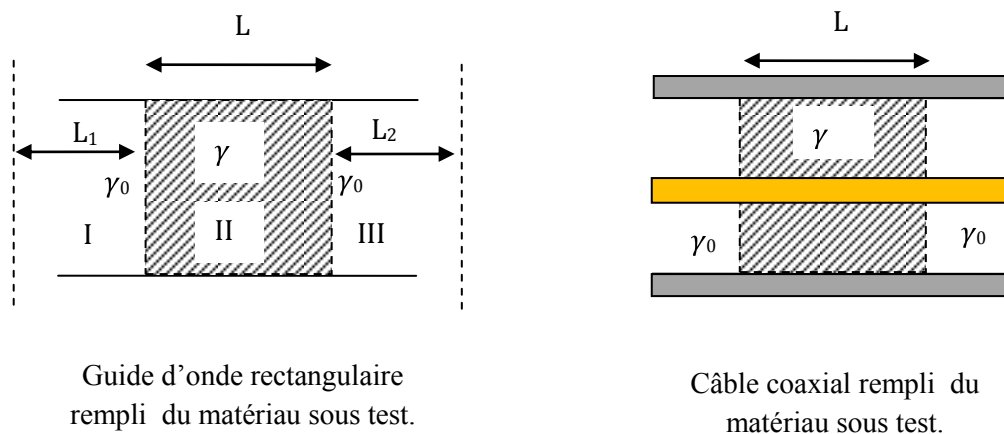 L
L₁
L₂
γ
γ₀
γ₀
I
II
III
Guide d’onde rectangulaire
rempli du matériau sous test.
L
γ
γ₀
γ₀
Câble coaxial rempli du
matériau sous test.